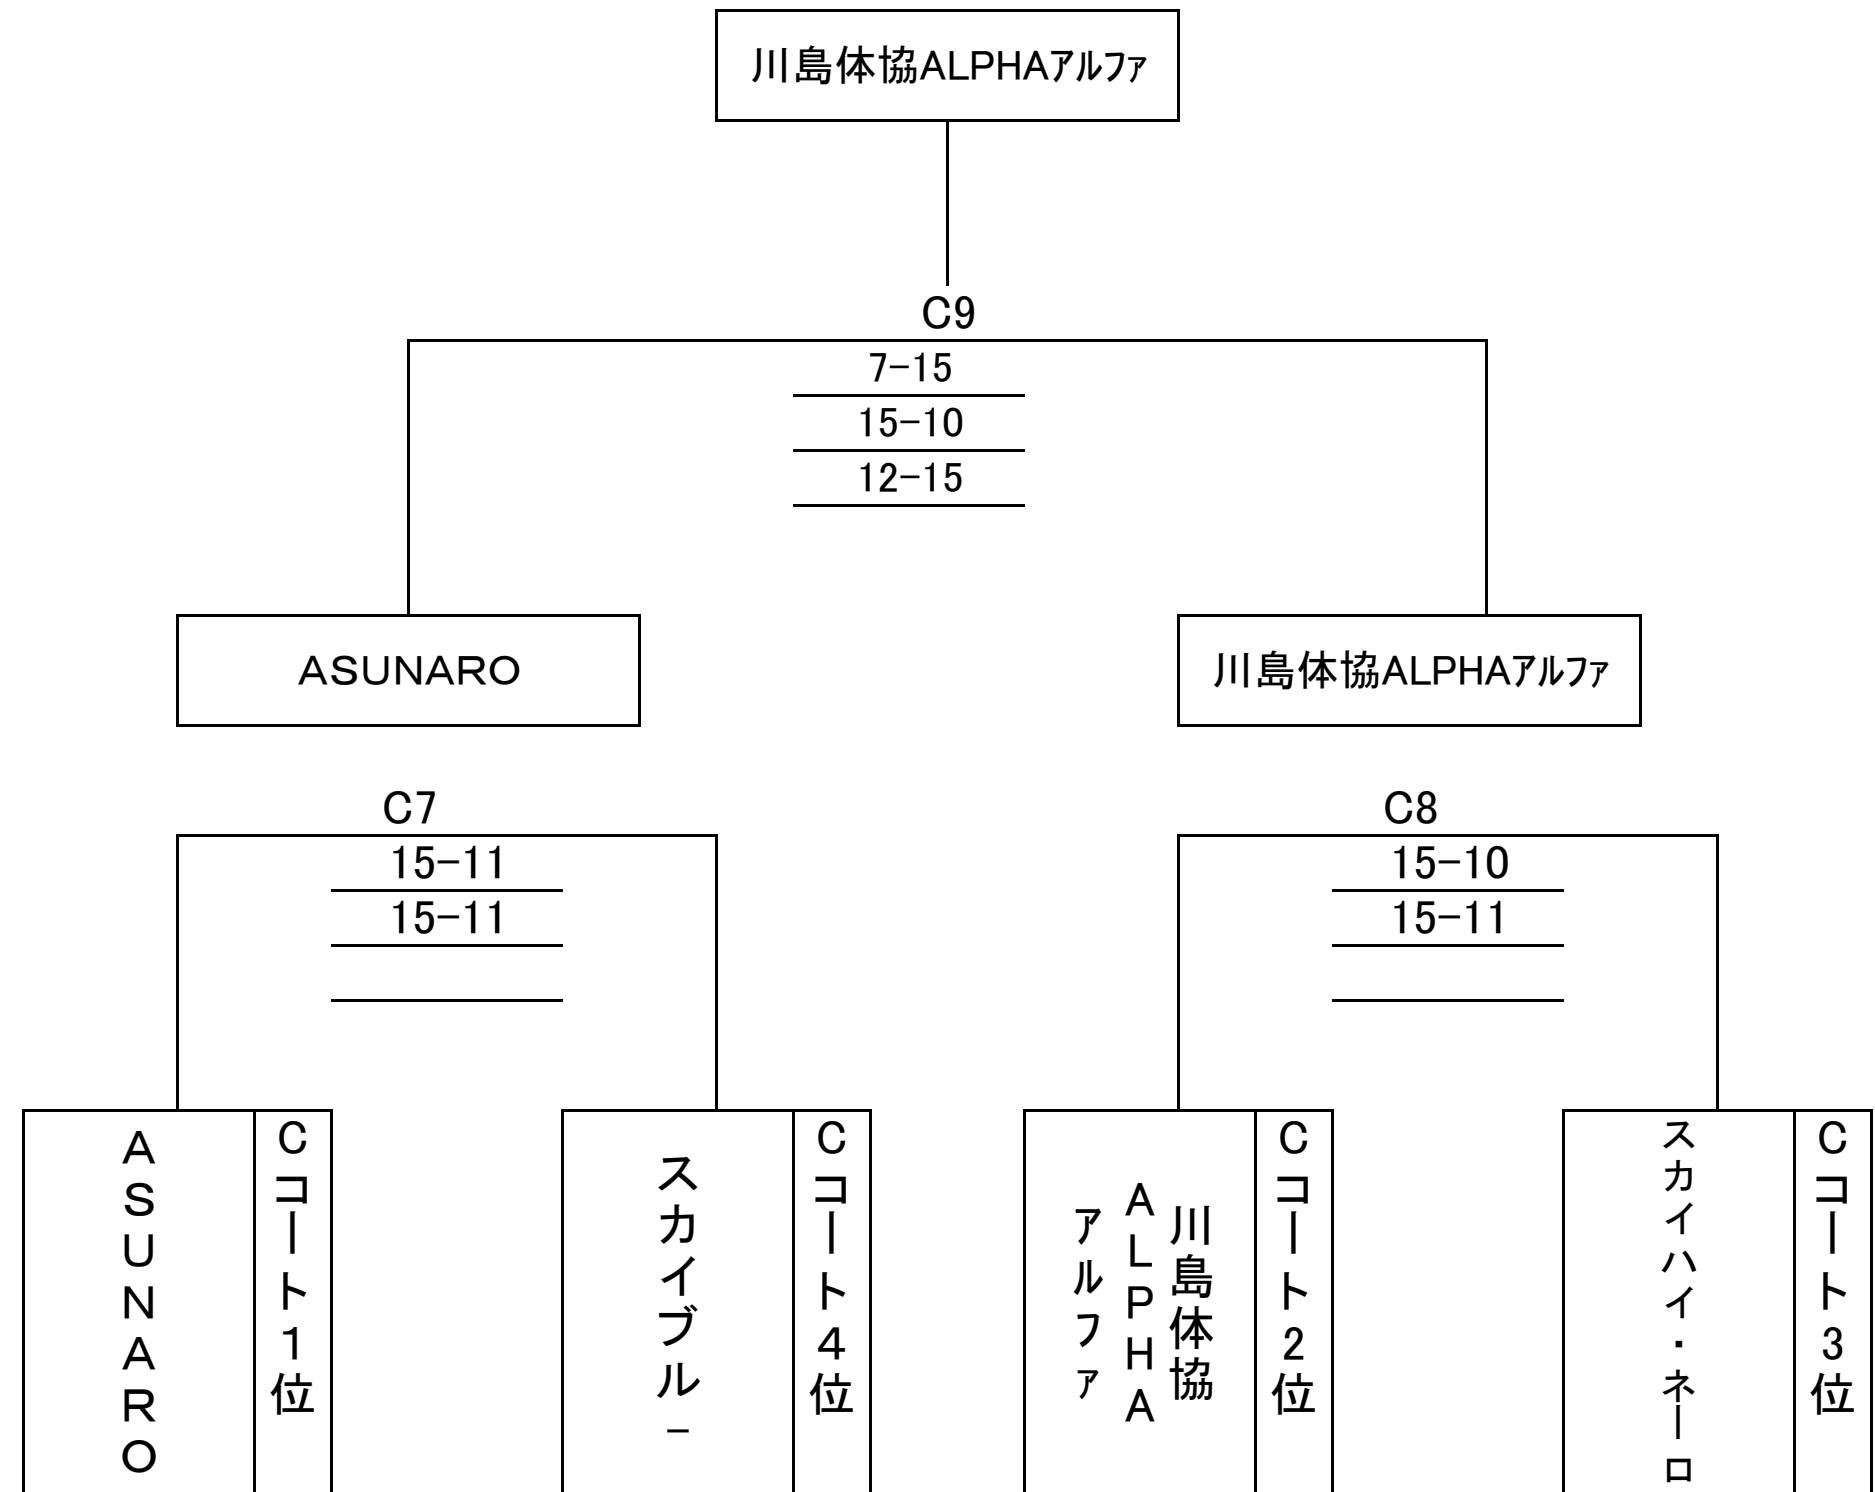 川島体協ALPHAｱﾙﾌｧ
C9
7-15
15-10
12-15
ASUNARO
川島体協ALPHAｱﾙﾌｧ
C7
15-11
15-11
C8
15-10
15-11
ＡＳＵＮＡＲＯ
Ｃコート１位
スカイブル-
Ｃコート４位
川島体協
ＡＬＰＨＡ
ｱﾙﾌｧ
Ｃコート２位
スカイハイ・ネーロ
Ｃコート３位